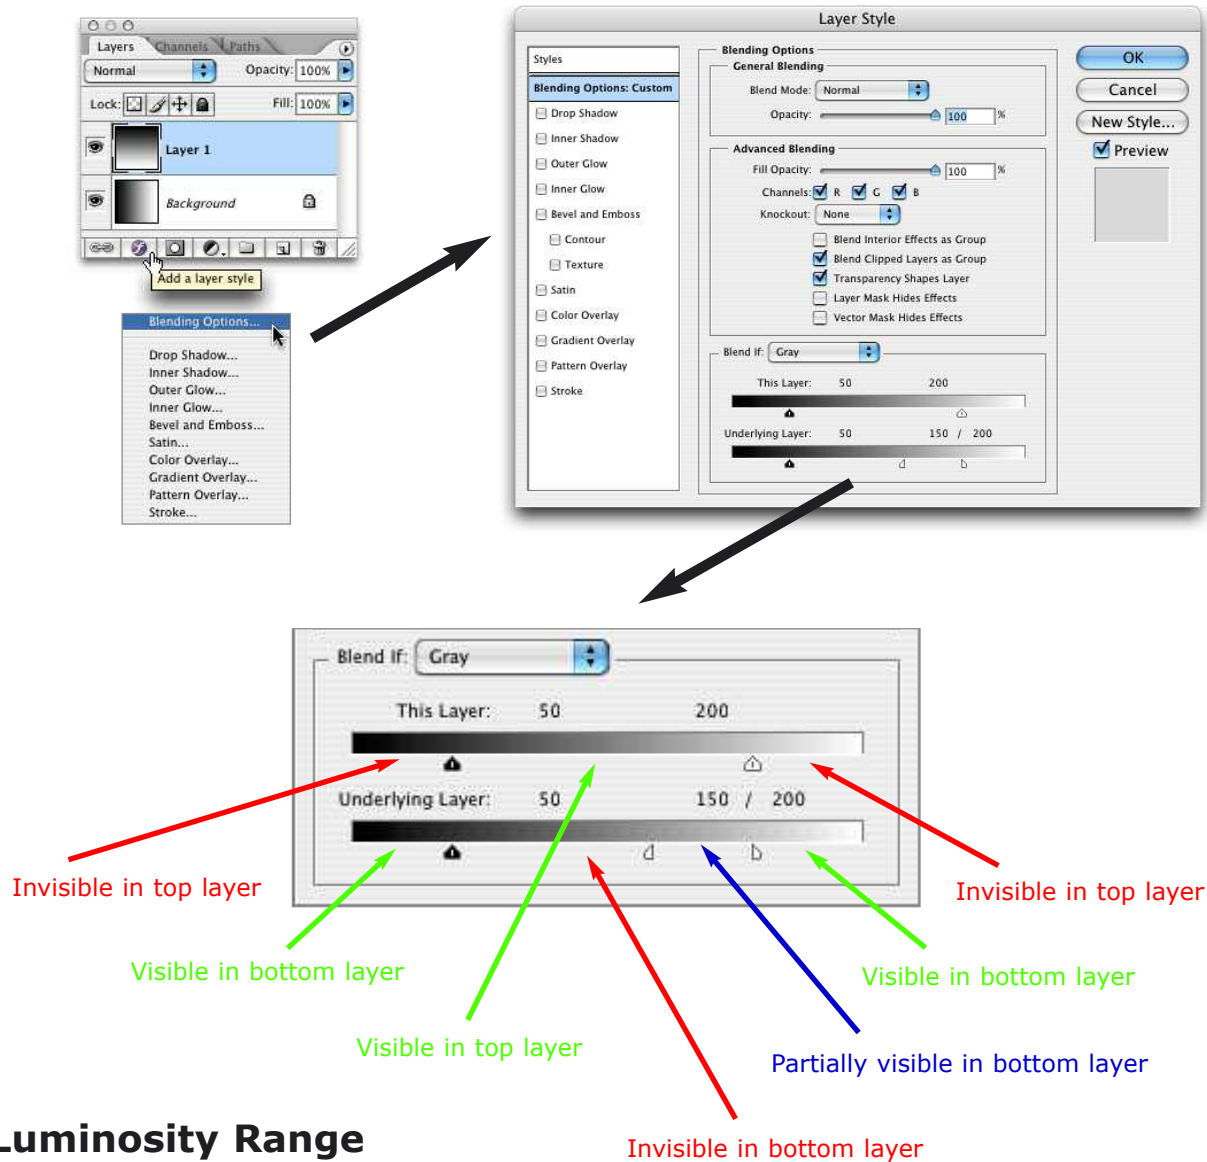 Layers Channels Paths
Normal Opacity: 100%
Lock: Fill: 100%
Layer 1
Background
Add a layer style
Blending Options...
Drop Shadow...
Inner Shadow...
Outer Glow...
Inner Glow...
Bevel and Emboss...
Satin...
Color Overlay...
Gradient Overlay...
Pattern Overlay...
Stroke...
Layer Style
Styles
Blending Options: Custom
Drop Shadow
Inner Shadow
Outer Glow
Inner Glow
Bevel and Emboss
Contour
Texture
Satin
Color Overlay
Gradient Overlay
Pattern Overlay
Stroke
Blending Options
General Blending
Blend Mode: Normal
Opacity: 100 %
Advanced Blending
Fill Opacity: 100 %
Channels: R G B
Knockout: None
Blend Interior Effects as Group
Blend Clipped Layers as Group
Transparency Shapes Layer
Layer Mask Hides Effects
Vector Mask Hides Effects
Blend If: Gray
This Layer: 50 200
Underlying Layer: 50 150 / 200
OK
Cancel
New Style...
Preview
Blend If: Gray
This Layer: 50 200
Underlying Layer: 50 150 / 200
Invisible in top layer
Invisible in top layer
Visible in bottom layer
Visible in bottom layer
Visible in top layer
Partially visible in bottom layer
Luminosity Range
Invisible in bottom layer